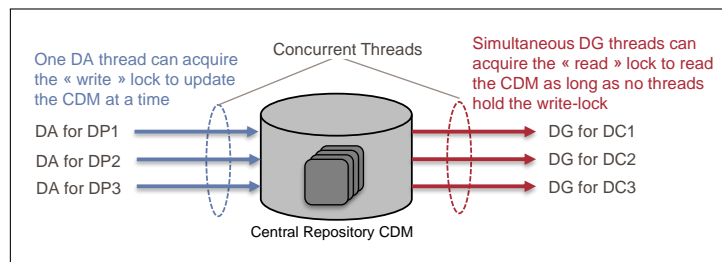 Concurrent Threads
One DA thread can acquire
the « write » lock to update
the CDM at a time
Simultaneous DG threads can
acquire the « read » lock to read
the CDM as long as no threads
hold the write-lock
DA for DP1
DA for DP2
DA for DP3
DG for DC1
DG for DC2
DG for DC3
Central Repository CDM